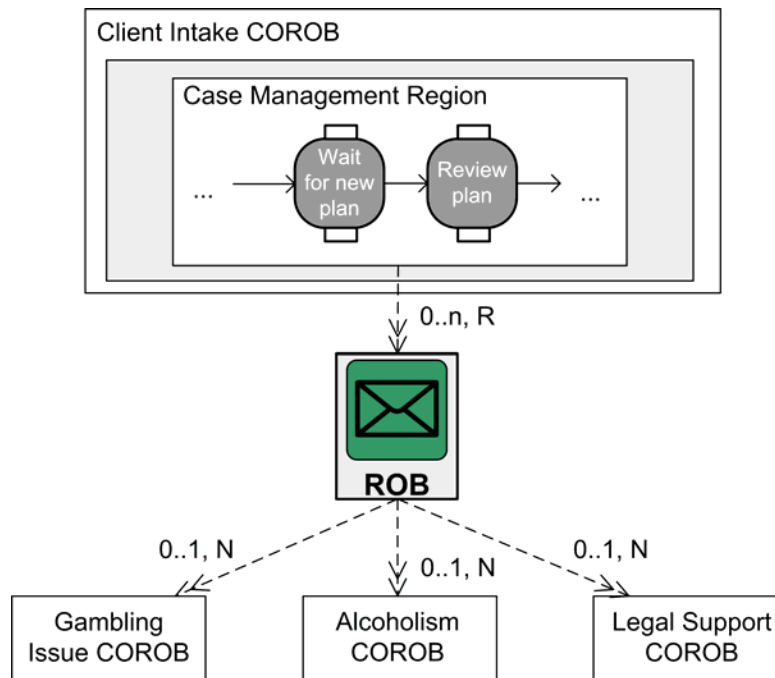 Client Intake COROB
Case Management Region
Wait
for new
plan
Review
plan
...
...
0..n, R
ROB
0..1, N
0..1, N
0..1, N
Gambling
Issue COROB
Alcoholism
COROB
Legal Support
COROB